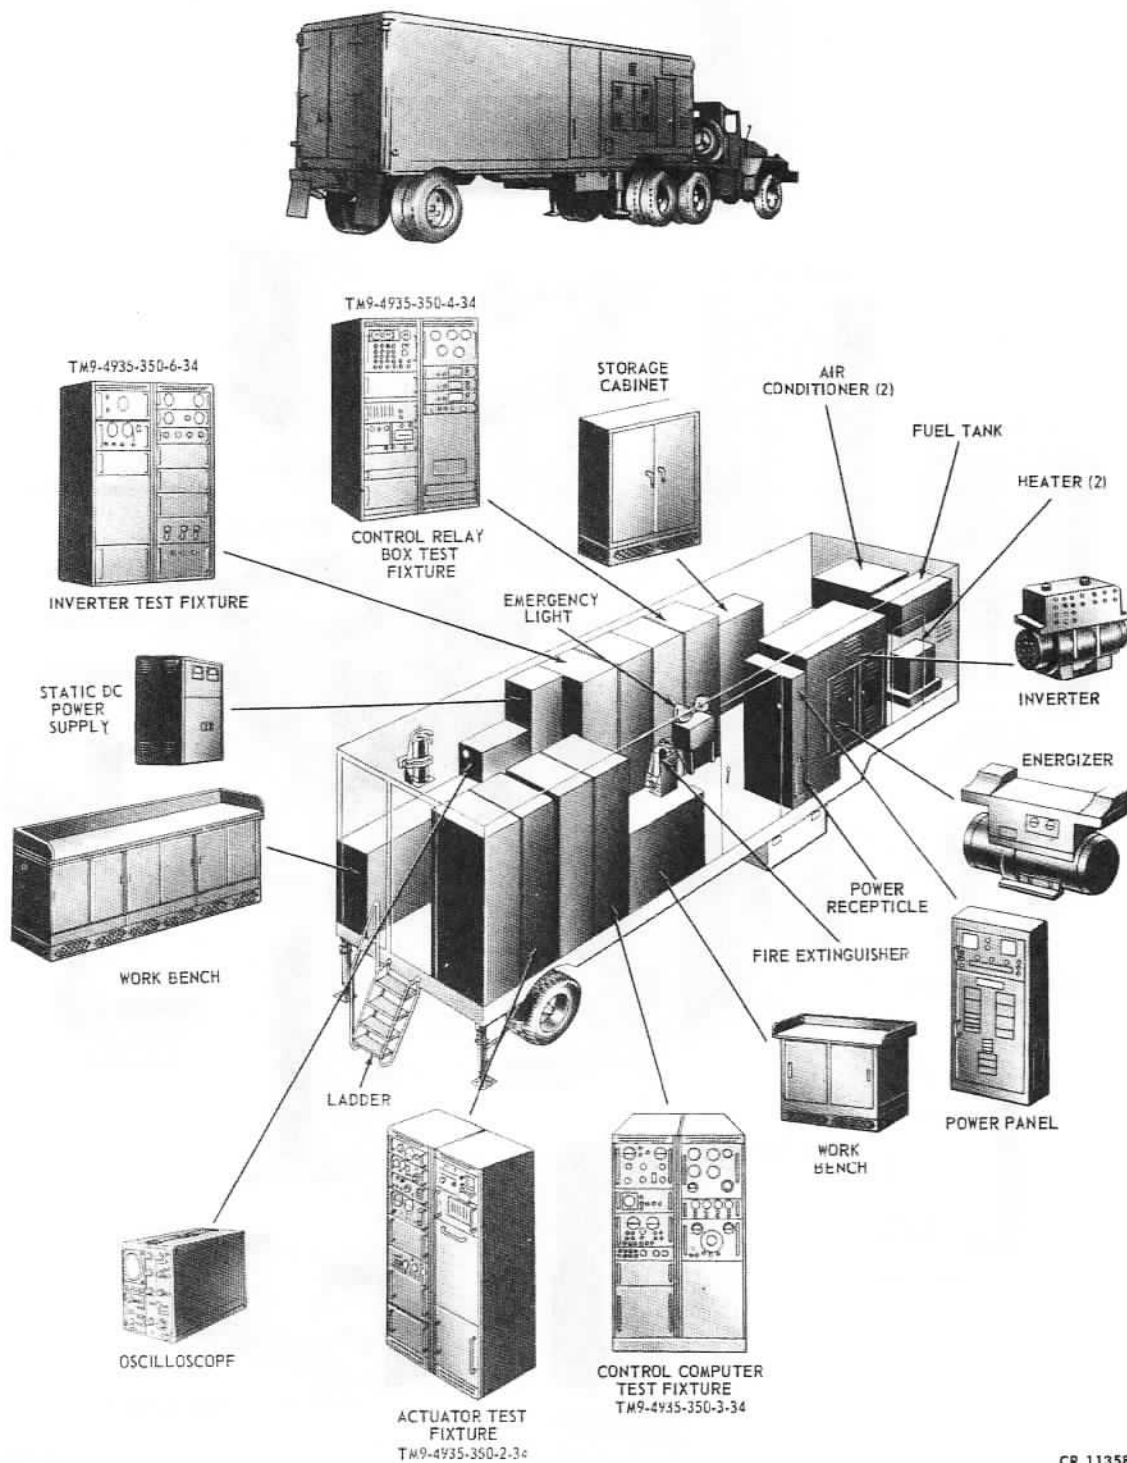 TM9-4935-350-4-34
TM9-4935-350-6-34
STORAGE
CABINET
AIR
CONDITIONER (2)
FUEL TANK
HEATER (2)
CONTROL RELAY
BOX TEST
FIXTURE
INVERTER TEST FIXTURE
EMERGENCY
LIGHT
INVERTER
STATIC DC
POWER
SUPPLY
ENERGIZER
POWER
RECEPTICLE
FIRE EXTINGUISHER
WORK BENCH
LADDER
POWER PANEL
WORK
BENCH
OSCILLOSCOPE
CONTROL COMPUTER
TEST FIXTURE
TM9-4935-350-3-34
ACTUATOR TEST
FIXTURE
TM9-4935-350-2-34
CR 11358